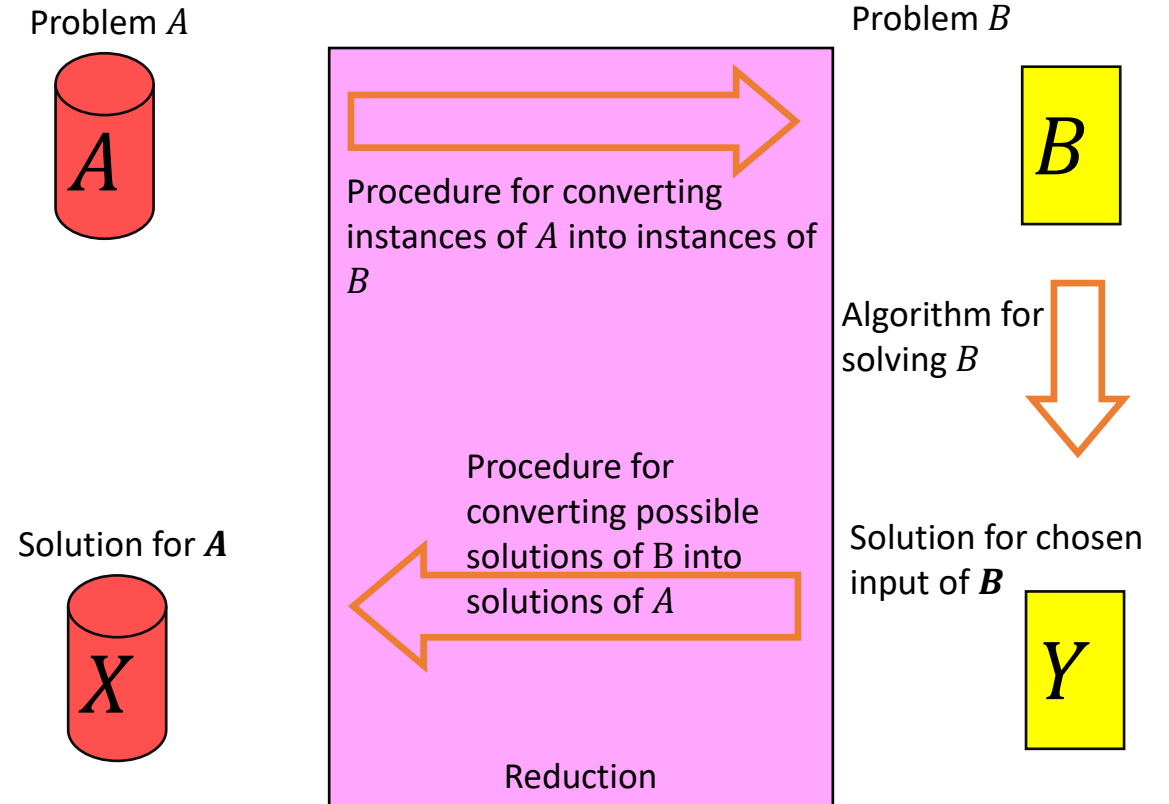 Problem A
Problem B
A
B
Procedure for converting
instances of A into instances of
B
Algorithm for
solving B
Procedure for
converting possible
solutions of B into
solutions of A
Solution for A
Solution for chosen
input of B
X
Y
Reduction